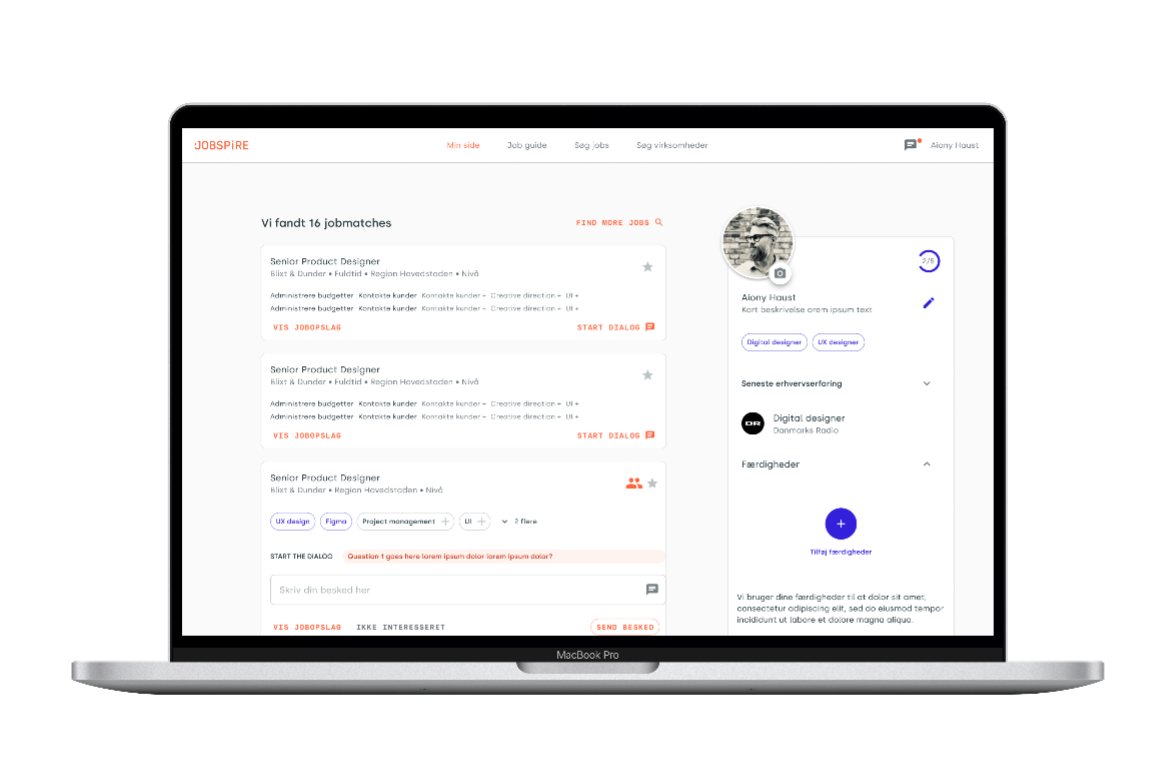 JOBSPiRE
Min side
Job guide
Søg jobs
Søg virksomheder
Aiony Haust
Vi fandt 16 jobmatches
FIND MORE JOBS
Senior Product Designer
Blixt & Dunder • Fuldtid • Region Hovedstaden • Nivå
Administrere budgetter Kontakte kunder Kontakte kunder - Creative direction + UI +
Administrere budgetter Kontakte kunder Kontakte kunder - Creative direction + UI +
VIS JOBOPSLAG
START DIALOG
Senior Product Designer
Blixt & Dunder • Fuldtid • Region Hovedstaden • Nivå
Administrere budgetter Kontakte kunder Kontakte kunder - Creative direction + UI +
Administrere budgetter Kontakte kunder Kontakte kunder - Creative direction + UI +
VIS JOBOPSLAG
START DIALOG
Senior Product Designer
Blixt & Dunder • Region Hovedstaden • Nivå
UX design
Figma
Project management
UI
2 flere
START THE DIALOG
Question 1 goes here lorem ipsum dolor lorem ipsum dolor?
Skriv din besked her
VIS JOBOPSLAG
IKKE INTERESSERET
SEND BESKED
2/5
Aiony Haust
Kort beskrivelse orem ipsum text
Digital designer
UX designer
Seneste erhvervserfaring
DR
Digital designer
Danmarks Radio
Færdigheder
Tilføj færdigheder
Vi bruger dine færdigheder til at dolor sit amet,
consectetur adipiscing elit, sed do eiusmod tempor
incididunt ut labore et dolore magna aliqua.
MacBook Pro